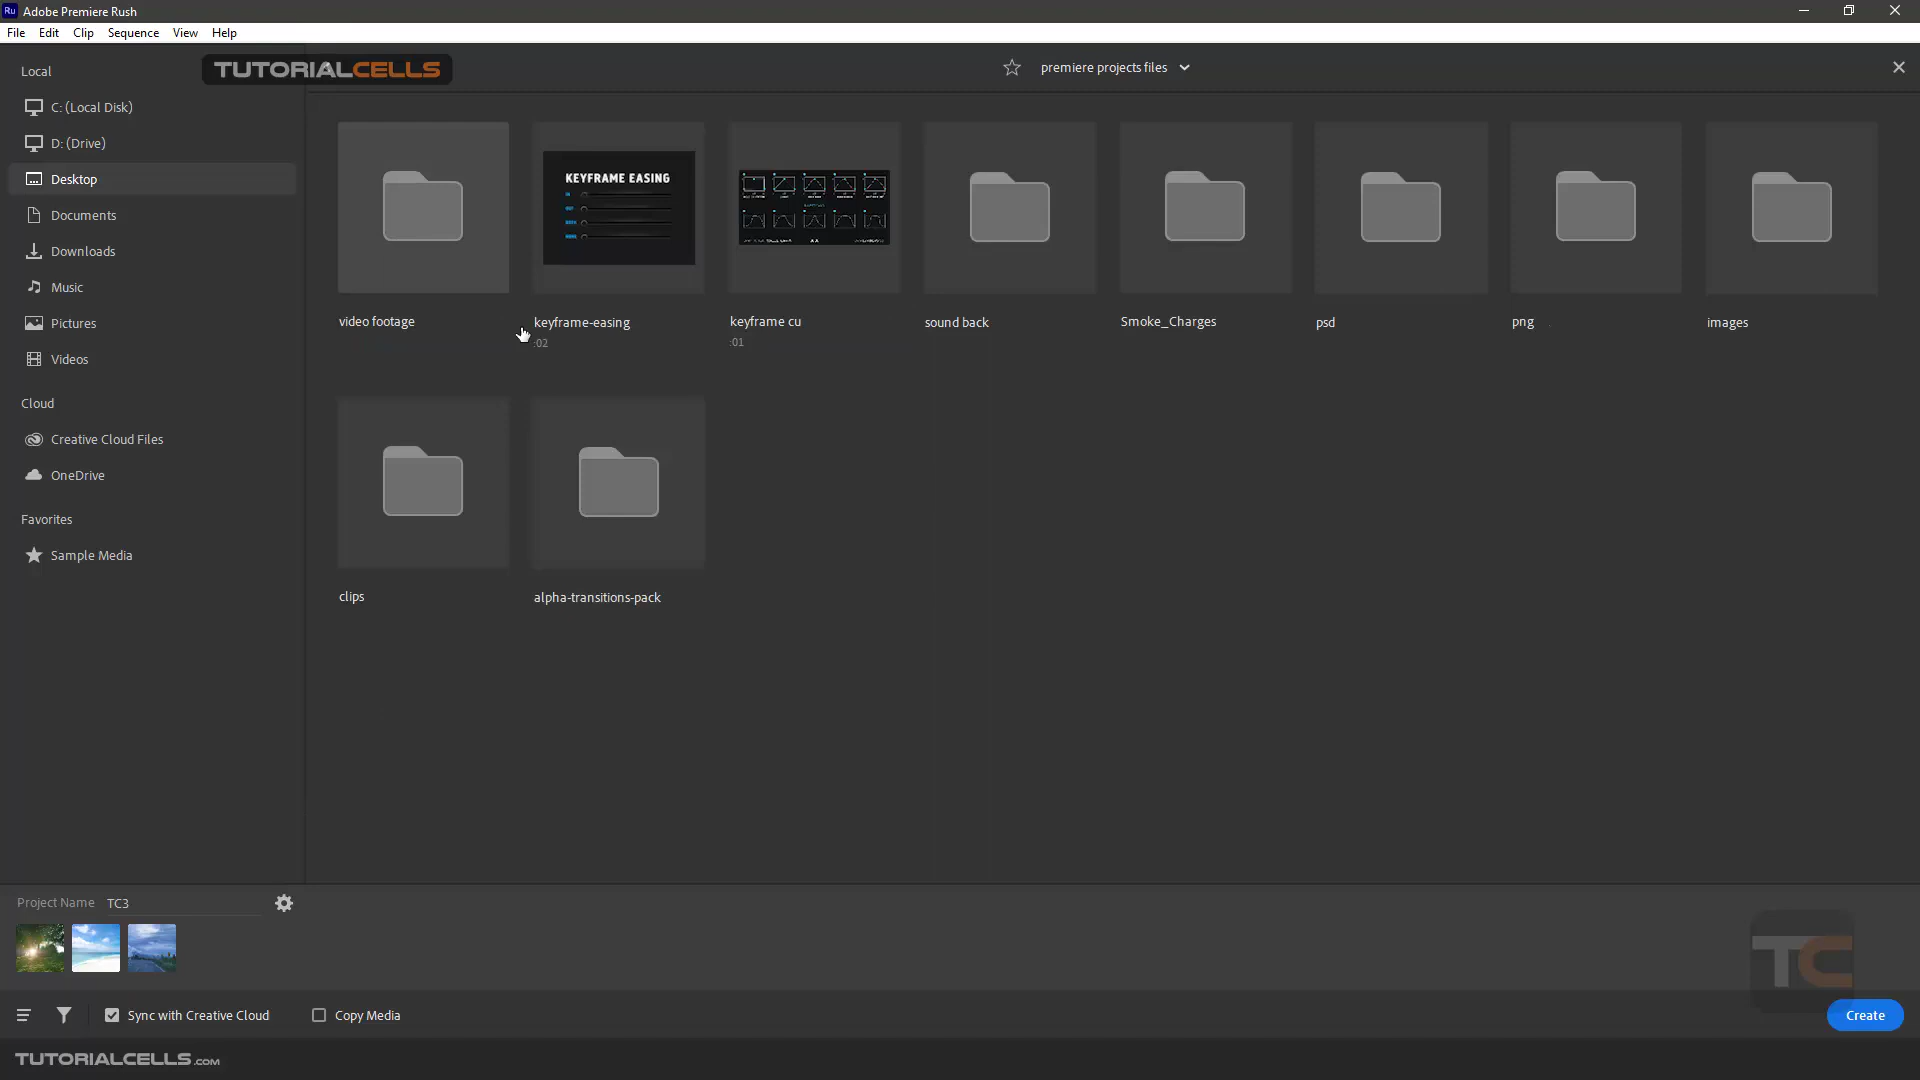 Ru Adobe Premiere Rush
File Edit Clip Sequence View Help
Local
TUTORIALCELLS
premiere projects files
C: (Local Disk)
D: (Drive)
Desktop
Documents
Downloads
Music
Pictures
Videos
Cloud
Creative Cloud Files
OneDrive
Favorites
Sample Media
KEYFRAME EASING
video footage
keyframe-easing
:02
keyframe cu
:01
sound back
Smoke_Charges
psd
png
images
clips
alpha-transitions-pack
Project Name TC3
TC
Sync with Creative Cloud
Copy Media
Create
TUTORIALCELLS.COM